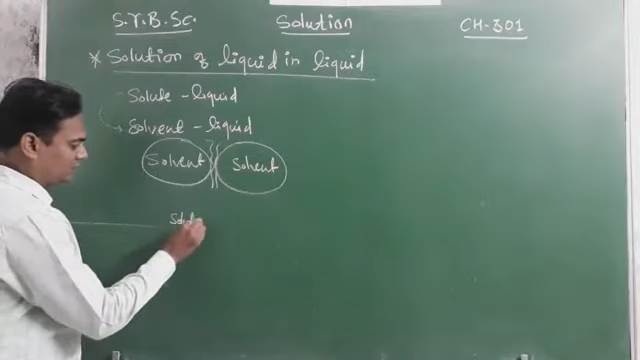 S.Y.B.Sc.
Solution
CH-301
* Solution of liquid in liquid
- Solute - liquid
Solvent - liquid
Solvent Solvent